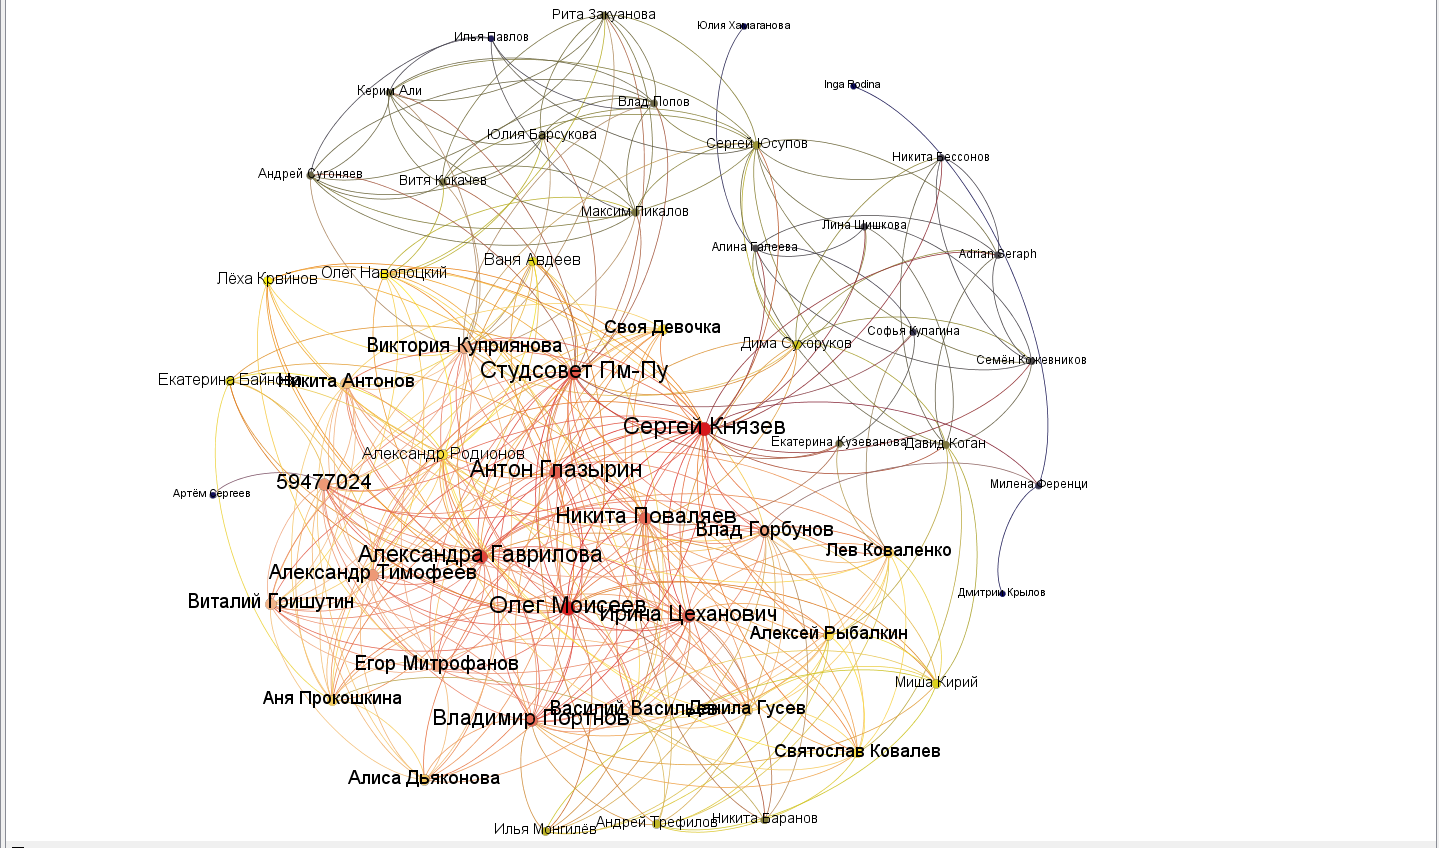 Рита Закуанова
Юлия Хамаганова
Илья Павлов
Inga Rodina
Керим Али
Влад Попов
Юлия Барсукова
Сергей Юсупов
Никита Бессонов
Андрей Сугоняев
Витя Кокачев
Максим Пикалов
Лина Шишкова
Алина Галеева
Adrian Seraph
Ваня Авдеев
Лёха Крвйнов
Олег Наволоцкий
Своя Девочка
Софья Кулагина
Виктория Куприянова
Дима Сухоруков
Семён Кожевников
Студсовет Пм-Пу
Екатерина Байнова
Никита Антонов
Сергей Князев
Екатерина Кузеванова
Давид Коган
Александр Родионов
Антон Глазырин
59477024
Милена Ференци
Артём Сергеев
Никита Поваляев
Влад Горбунов
Лев Коваленко
Александра Гаврилова
Александр Тимофеев
Дмитрий Крылов
Виталий Гришутин
Олег Моисеев
Ирина Цеханович
Алексей Рыбалкин
Егор Митрофанов
Миша Кирий
Аня Прокошкина
Василий Васильев
Данила Гусев
Владимир Портнов
Святослав Ковалев
Алиса Дьяконова
Никита Баранов
Андрей Трефилов
Илья Монгилёв